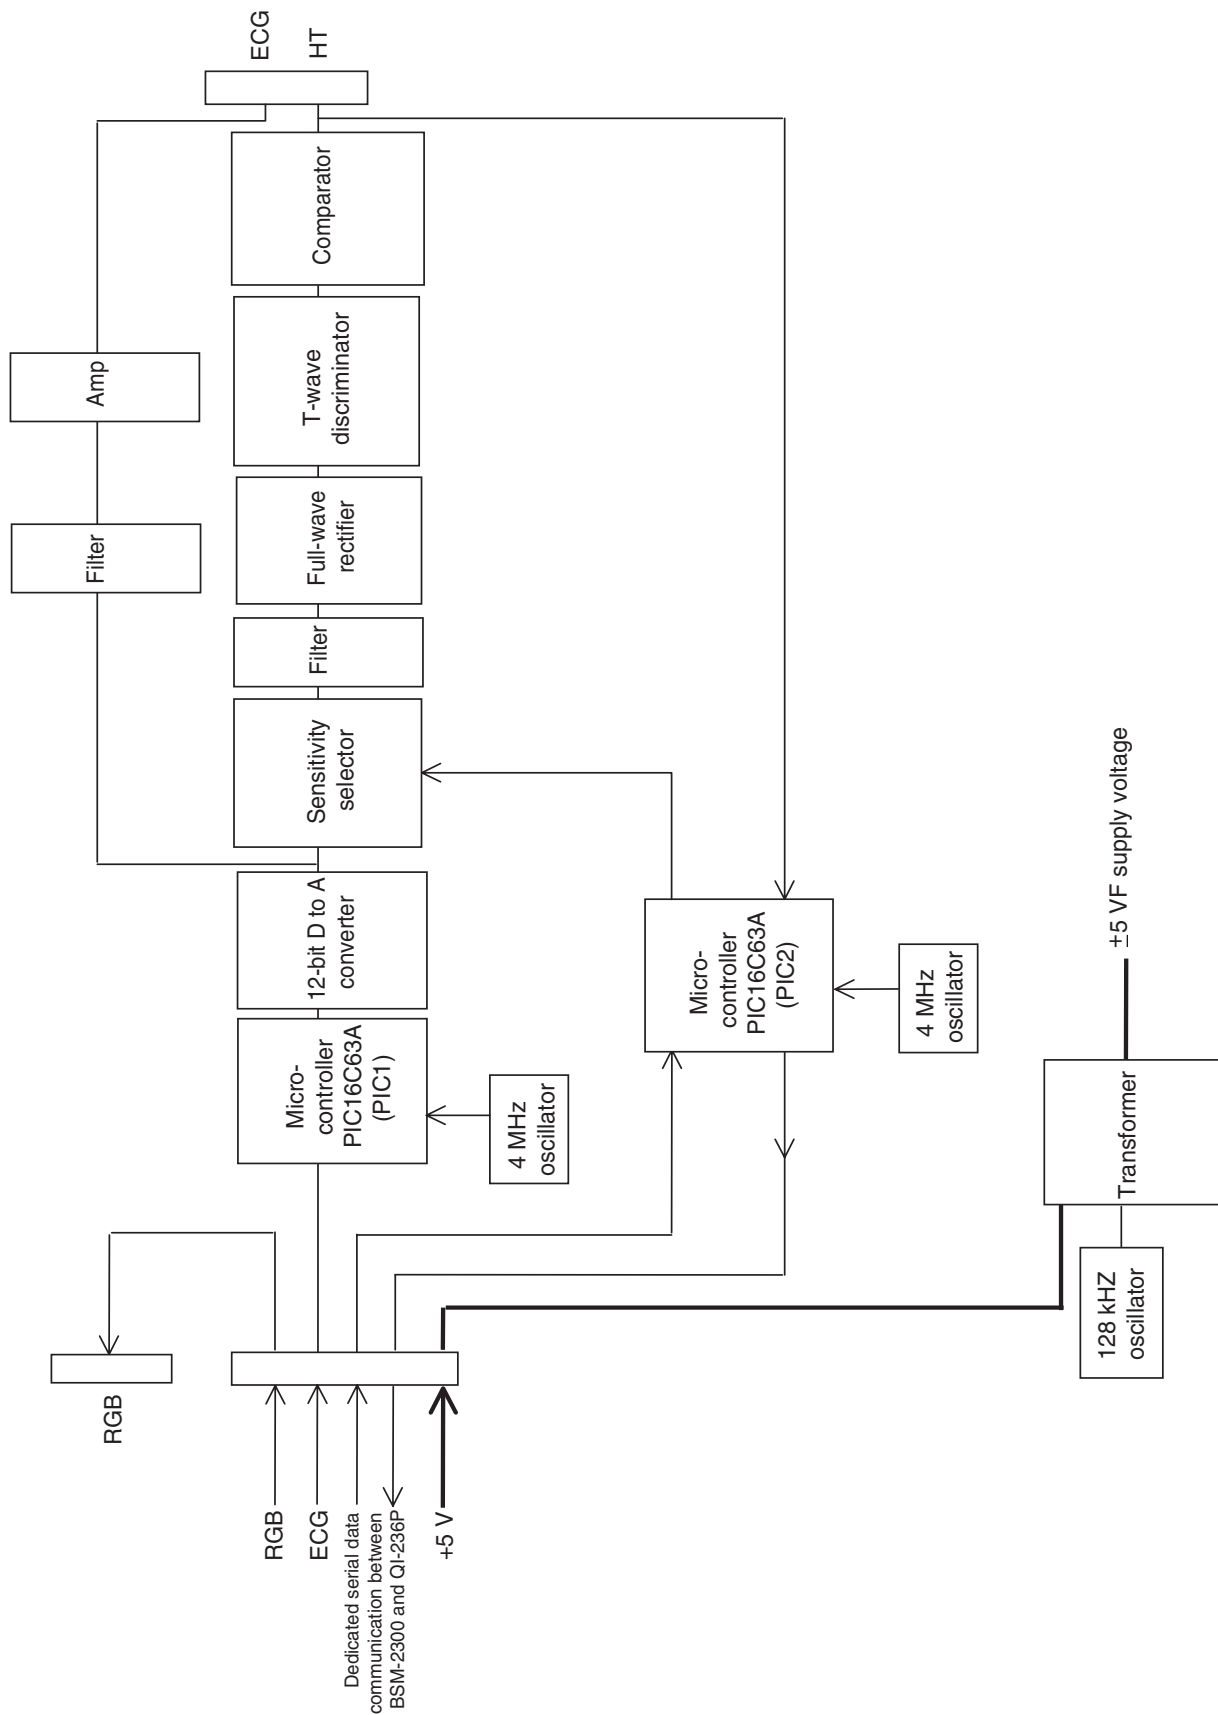 RGB
RGB
ECG
Dedicated serial data
communication between
BSM-2300 and QI-236P
+5 V
Micro-
controller
PIC16C63A
(PIC1)
4 MHz
oscillator
12-bit D to A
converter
Sensitivity
selector
Filter
Full-wave
rectifier
T-wave
discriminator
Comparator
Filter
Amp
ECG
HT
Micro-
controller
PIC16C63A
(PIC2)
4 MHz
oscillator
128 kHZ
oscillator
Transformer
±5 VF supply voltage